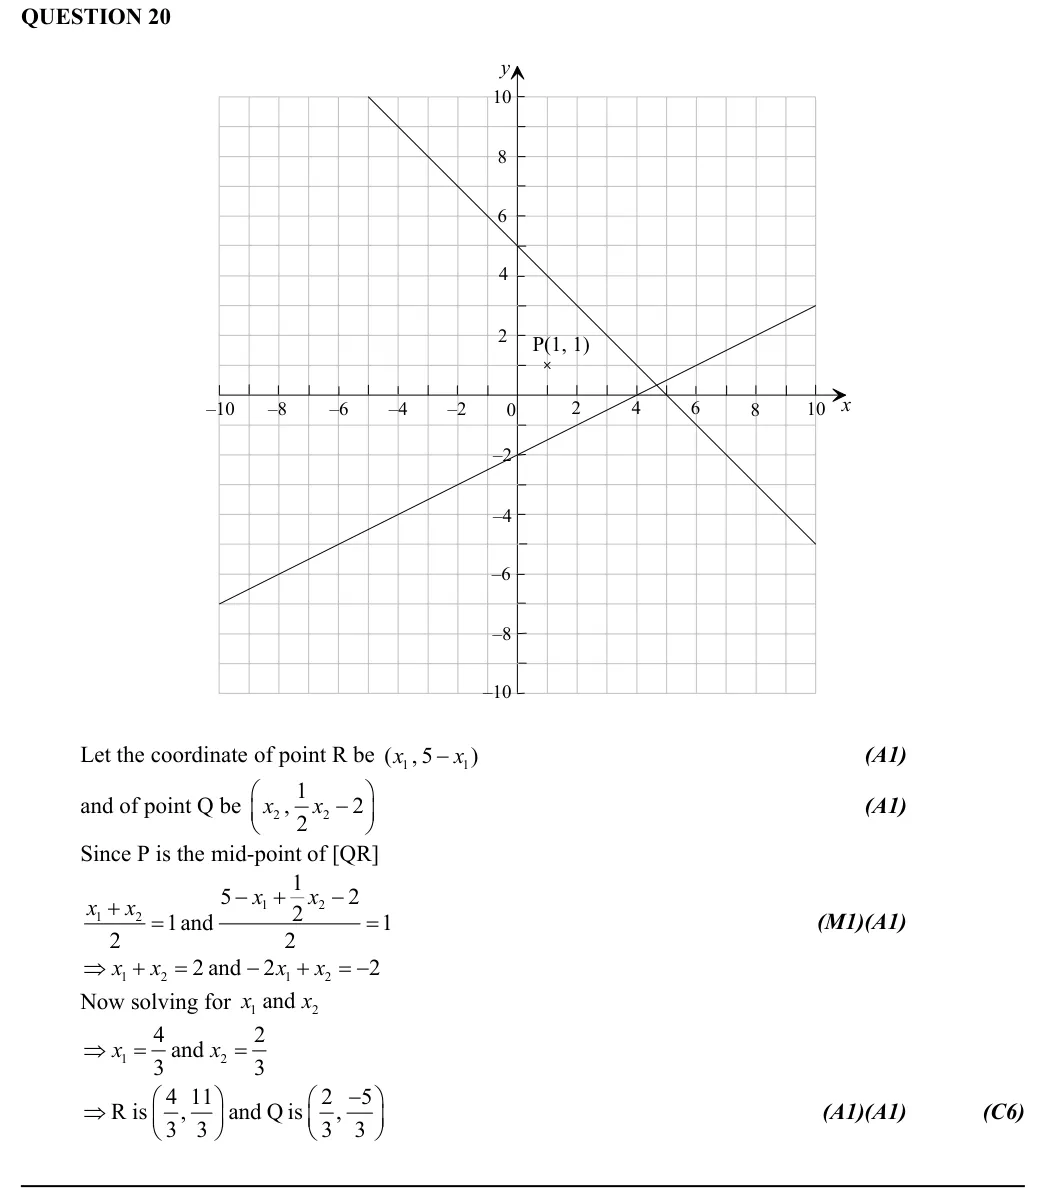 QUESTION 20
y
10
8
6
4
2
P(1, 1)
–10 –8 –6 –4 –2 0 2 4 6 8 10 x
–2
–4
–6
–8
–10
Let the coordinate of point R be (x₁, 5 − x₁) (A1)
and of point Q be (x₂, 1/2 x₂ − 2) (A1)
Since P is the mid-point of [QR]
(x₁ + x₂)/2 = 1 and (5 − x₁ + 1/2 x₂ − 2)/2 = 1 (M1)(A1)
⇒ x₁ + x₂ = 2 and − 2x₁ + x₂ = −2
Now solving for x₁ and x₂
⇒ x₁ = 4/3 and x₂ = 2/3
⇒ R is (4/3, 11/3) and Q is (2/3, −5/3) (A1)(A1) (C6)